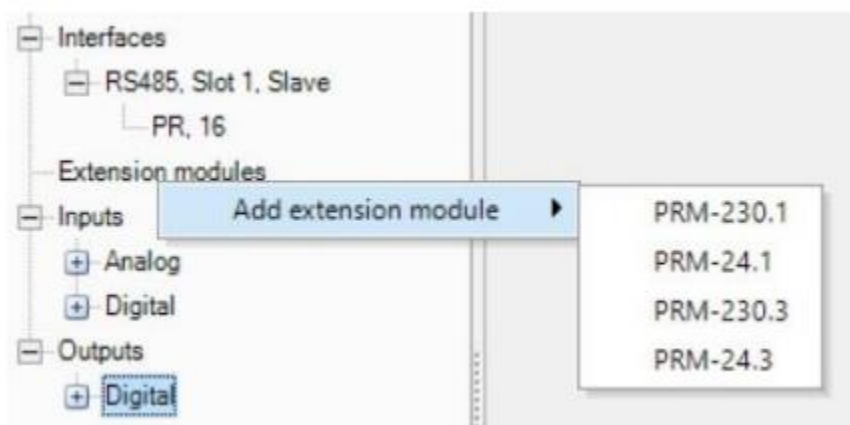 Interfaces
RS485, Slot 1, Slave
PR, 16
Extension modules
Add extension module
Inputs
Analog
Digital
Outputs
Digital
PRM-230.1
PRM-24.1
PRM-230.3
PRM-24.3